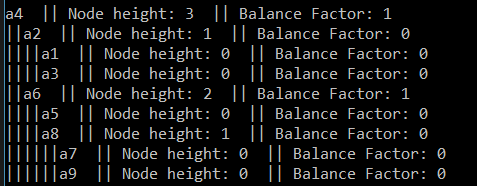 a4  || Node height: 3  || Balance Factor: 1
||a2  || Node height: 1  || Balance Factor: 0
||||a1  || Node height: 0  || Balance Factor: 0
||||a3  || Node height: 0  || Balance Factor: 0
||a6  || Node height: 2  || Balance Factor: 1
||||a5  || Node height: 0  || Balance Factor: 0
||||a8  || Node height: 1  || Balance Factor: 0
||||||a7  || Node height: 0  || Balance Factor: 0
||||||a9  || Node height: 0  || Balance Factor: 0